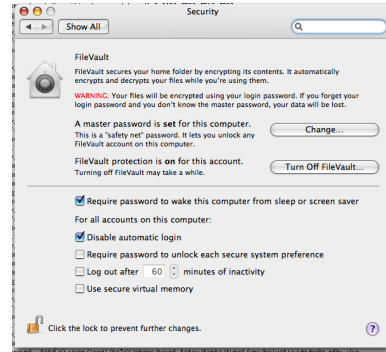 Security
Show All
FileVault
FileVault secures your home folder by encrypting its contents. It automatically
encrypts and decrypts your files while you're using them.
WARNING: Your files will be encrypted using your login password. If you forget your
login password and you don't know the master password, your data will be lost.
A master password is set for this computer.
This is a "safety net" password. It lets you unlock any
FileVault account on this computer.
Change...
FileVault protection is on for this account.
Turning off FileVault may take a while.
Turn Off FileVault...
Require password to wake this computer from sleep or screen saver
For all accounts on this computer:
Disable automatic login
Require password to unlock each secure system preference
Log out after 60 minutes of inactivity
Use secure virtual memory
Click the lock to prevent further changes.
?